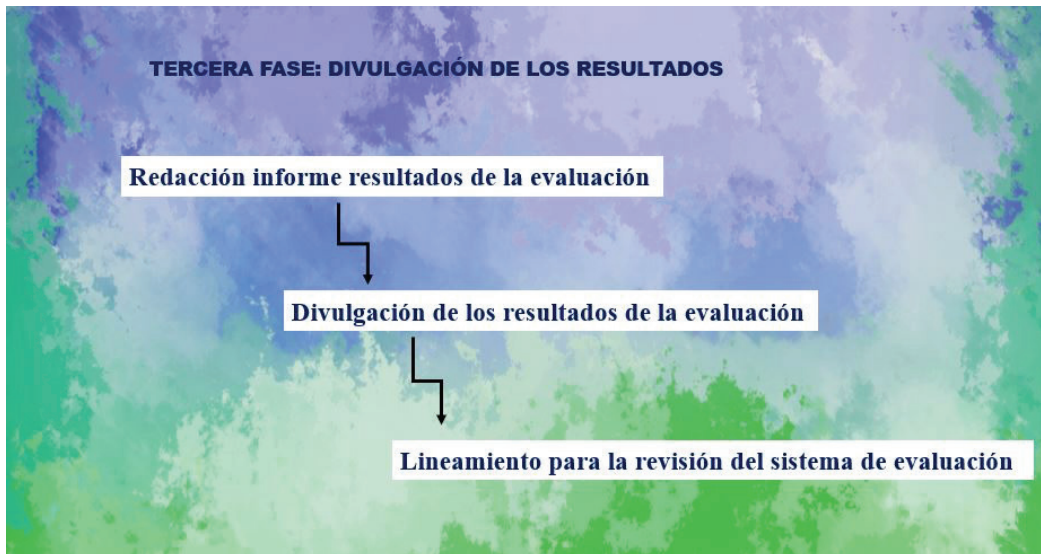 TERCERA FASE: DIVULGACIÓN DE LOS RESULTADOS
Redacción informe resultados de la evaluación
Divulgación de los resultados de la evaluación
Lineamiento para la revisión del sistema de evaluación